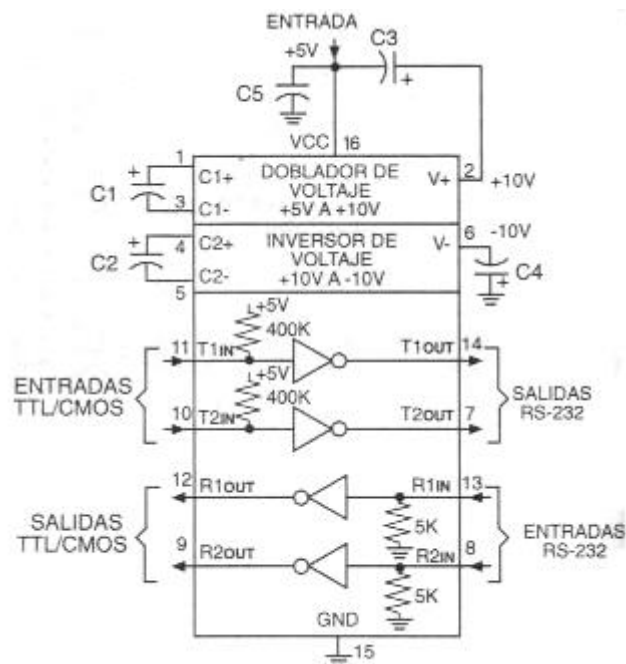 ENTRADA
+5V
C3
+
C5
VCC 16
1
+
C1
3
C1+
C1-
DOBLADOR DE
VOLTAJE
+5V A +10V
V+
2
+10V
4
+
C2
5
C2+
C2-
INVERSOR DE
VOLTAJE
+10V A -10V
V-
6
-10V
C4
+
+5V
400K
11 T1IN
T1OUT 14
ENTRADAS
TTL/CMOS
+5V
400K
10 T2IN
T2OUT 7
SALIDAS
RS-232
12 R1OUT
R1IN 13
5K
SALIDAS
TTL/CMOS
9 R2OUT
R2IN 8
5K
ENTRADAS
RS-232
GND
15